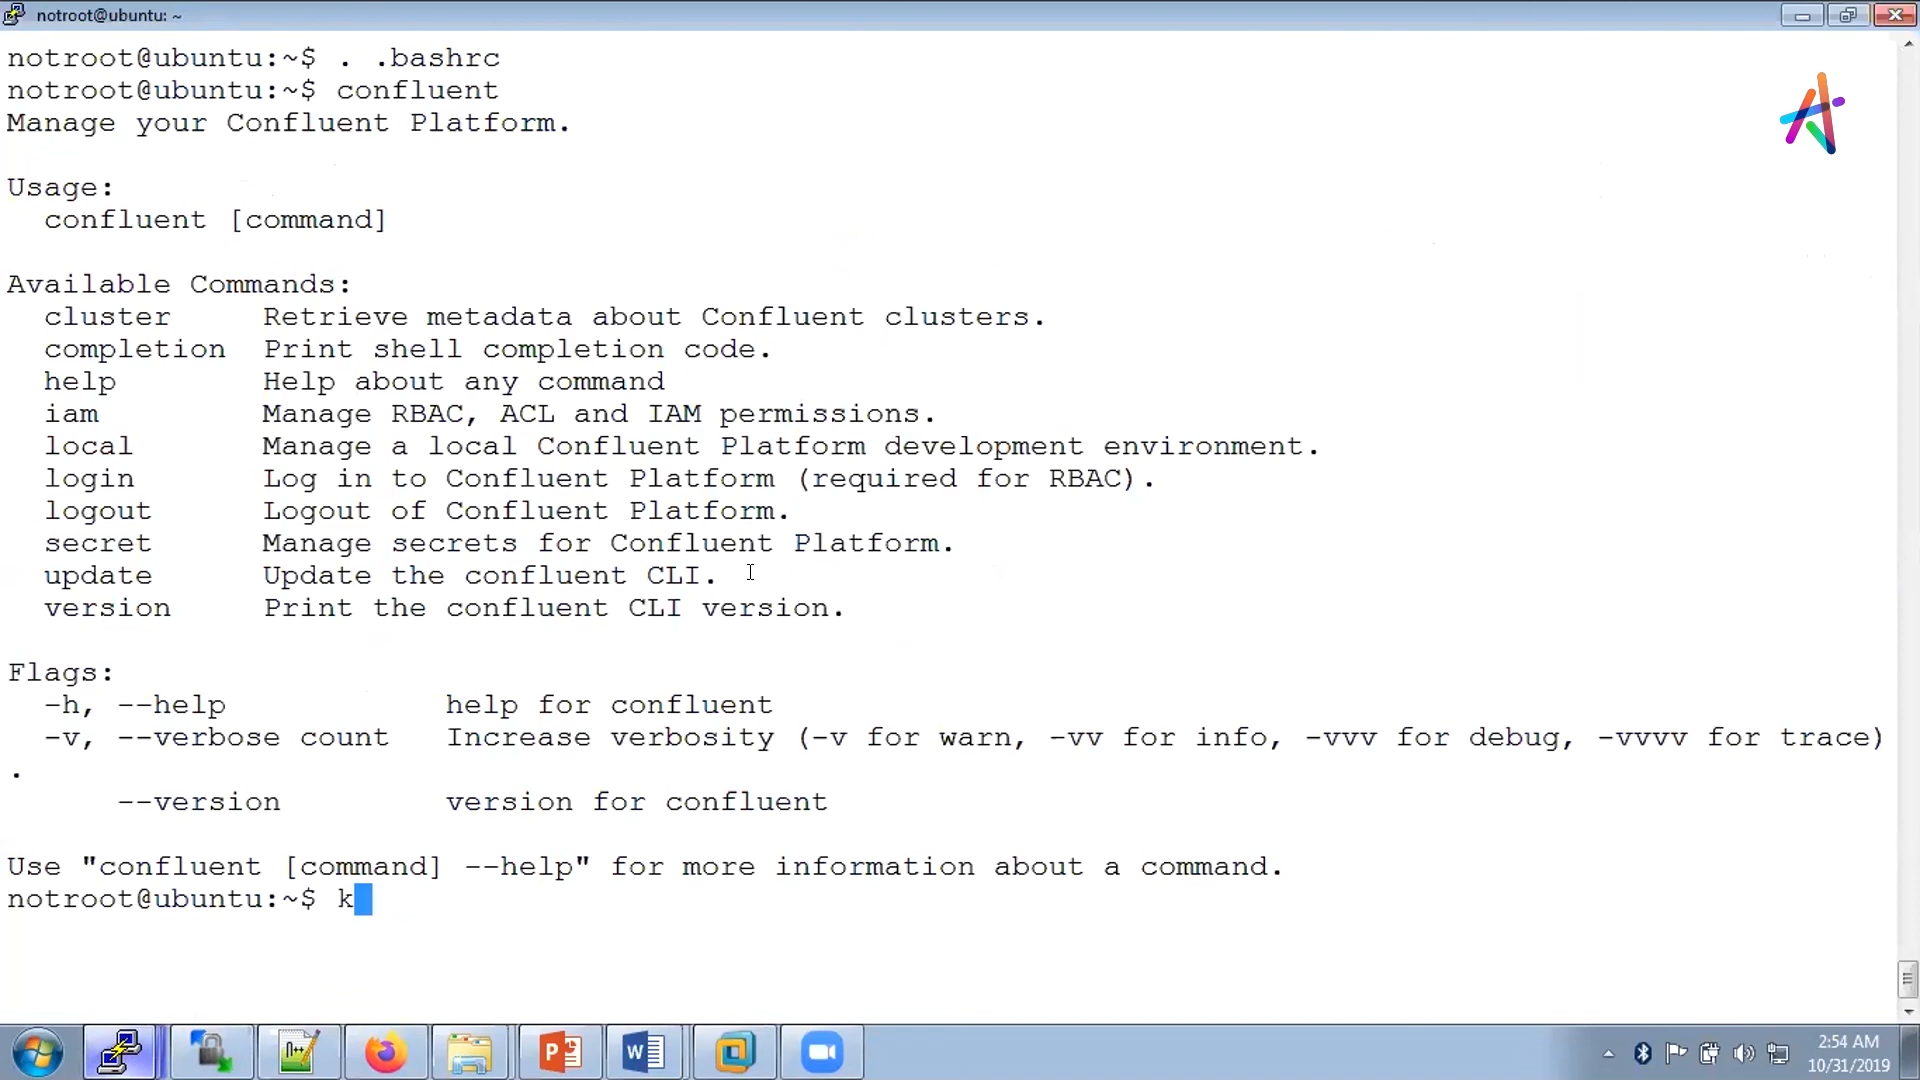 notroot@ubuntu: ~
notroot@ubuntu:~$ . .bashrc
notroot@ubuntu:~$ confluent
Manage your Confluent Platform.
Usage:
confluent [command]
Available Commands:
cluster Retrieve metadata about Confluent clusters.
completion Print shell completion code.
help Help about any command
iam Manage RBAC, ACL and IAM permissions.
local Manage a local Confluent Platform development environment.
login Log in to Confluent Platform (required for RBAC).
logout Logout of Confluent Platform.
secret Manage secrets for Confluent Platform.
update Update the confluent CLI.
version Print the confluent CLI version.
Flags:
-h, --help help for confluent
-v, --verbose count Increase verbosity (-v for warn, -vv for info, -vvv for debug, -vvvv for trace)
.
--version version for confluent
Use "confluent [command] --help" for more information about a command.
notroot@ubuntu:~$ k
2:54 AM
10/31/2019